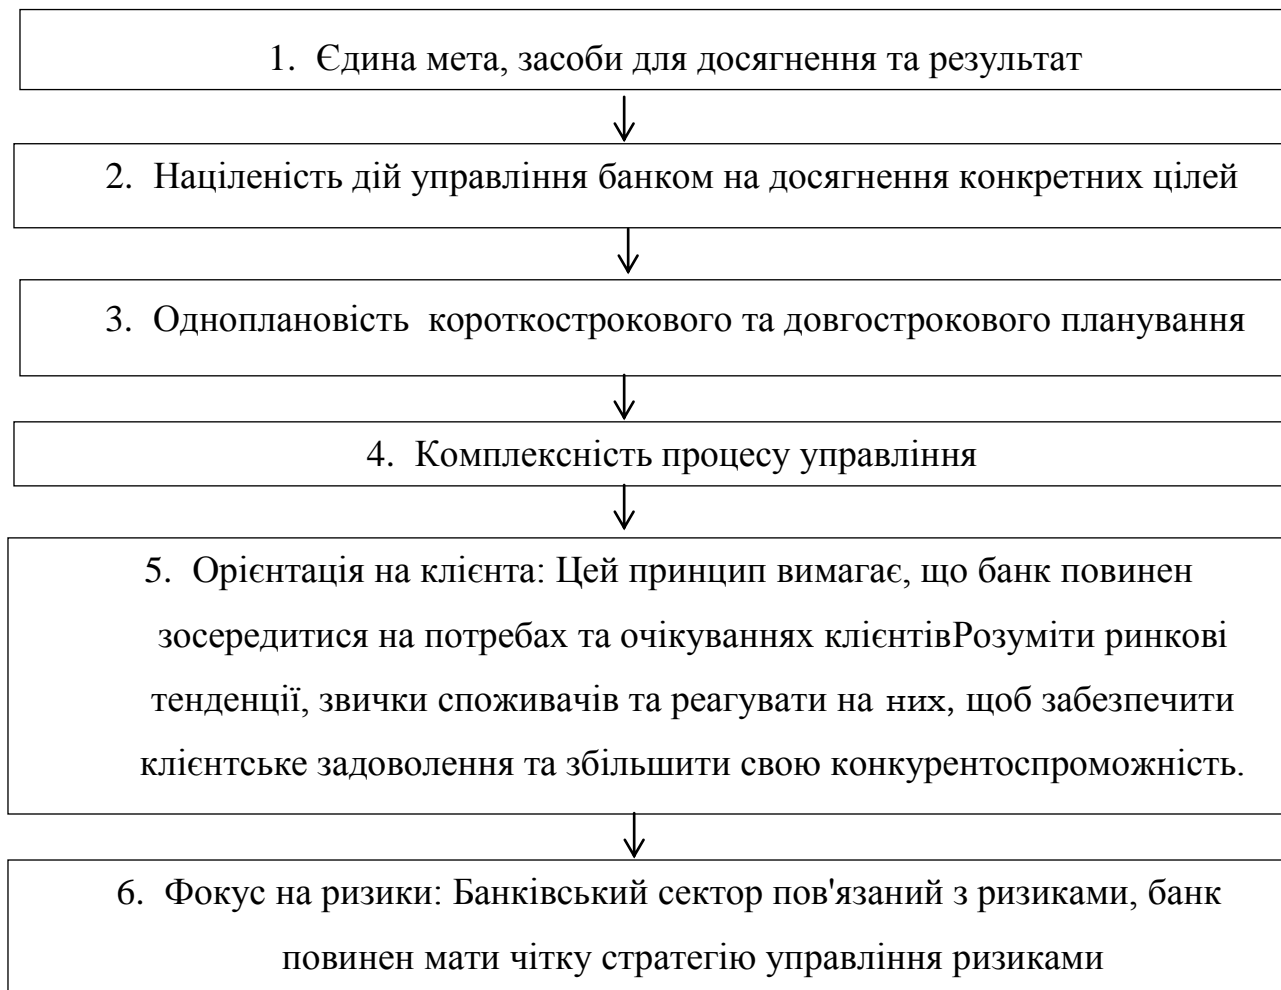 1. Єдина мета, засоби для досягнення та результат
2. Націленість дій управління банком на досягнення конкретних цілей
3. Одноплановість короткострокового та довгострокового планування
4. Комплексність процесу управління
5. Орієнтація на клієнта: Цей принцип вимагає, що банк повинен
зосередитися на потребах та очікуваннях клієнтівРозуміти ринкові
тенденції, звички споживачів та реагувати на них, щоб забезпечити
клієнтське задоволення та збільшити свою конкурентоспроможність.
6. Фокус на ризики: Банківський сектор пов'язаний з ризиками, банк
повинен мати чітку стратегію управління ризиками